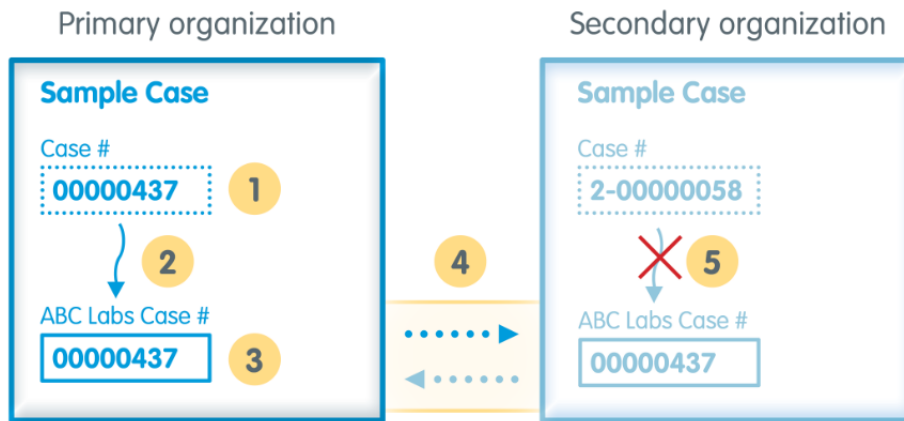 Primary organization
Secondary organization
Sample Case
Case #
00000437
1
2
ABC Labs Case #
00000437
3
4
Sample Case
Case #
2-00000058
5
ABC Labs Case #
00000437